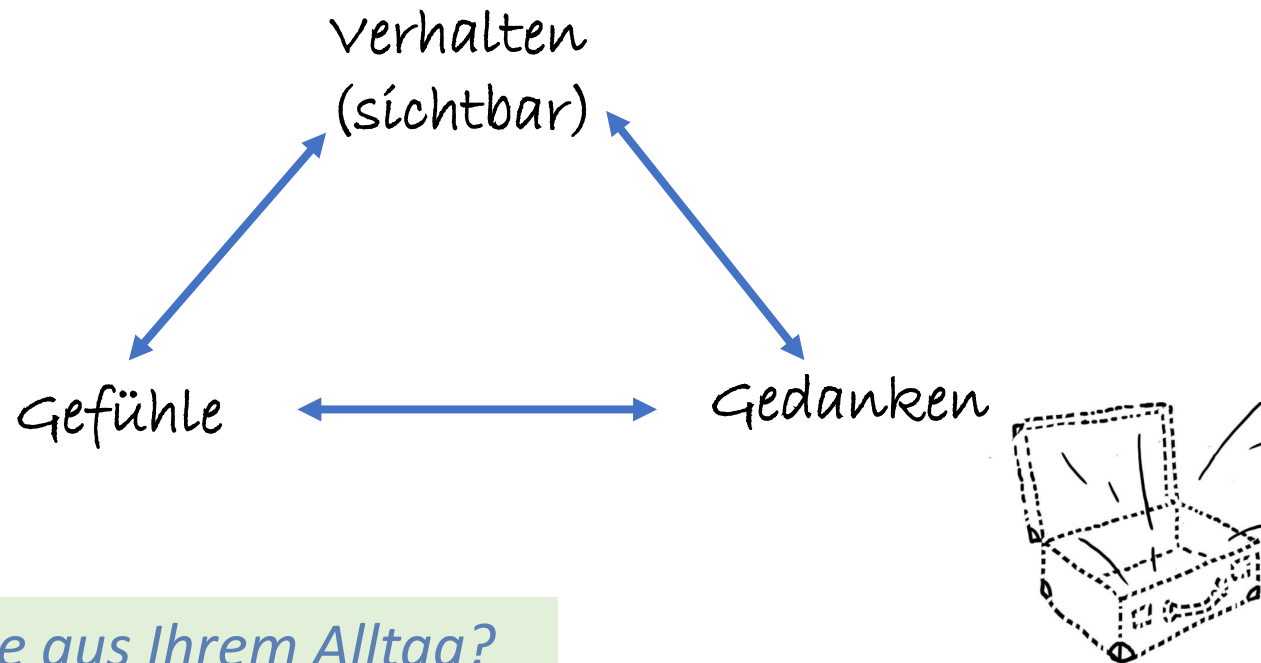 Verhalten
(sichtbar)
Gefühle
Gedanken
e aus Ihrem Alltag?